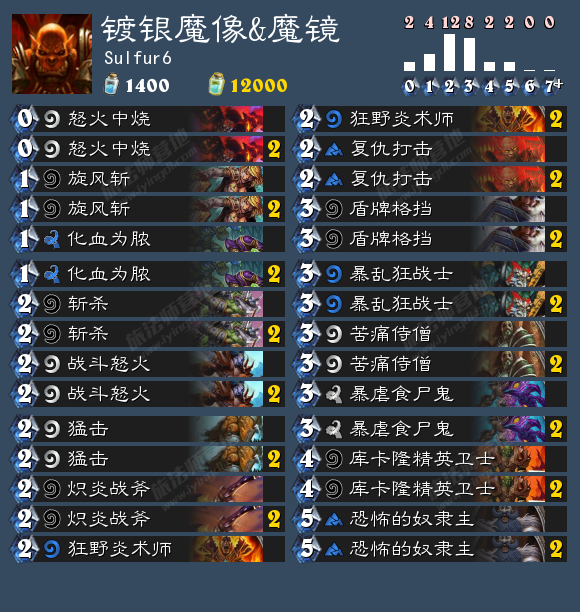 镀银魔像&魔镜
Sulfur6
1400 12000
2 4 12 8 2 2 0 0
0 1 2 3 4 5 6 7+
0 怒火中烧
0 怒火中烧 2
1 旋风斩
1 旋风斩 2
1 化血为脓
1 化血为脓 2
2 斩杀
2 斩杀 2
2 战斗怒火
2 战斗怒火 2
2 猛击
2 猛击 2
2 炽炎战斧
2 炽炎战斧 2
2 狂野炎术师
2 狂野炎术师 2
2 复仇打击
2 复仇打击 2
3 盾牌格挡
3 盾牌格挡 2
3 暴乱狂战士
3 暴乱狂战士 2
3 苦痛侍僧
3 苦痛侍僧 2
3 暴虐食尸鬼
3 暴虐食尸鬼 2
4 库卡隆精英卫士
4 库卡隆精英卫士 2
5 恐怖的奴隶主
5 恐怖的奴隶主 2